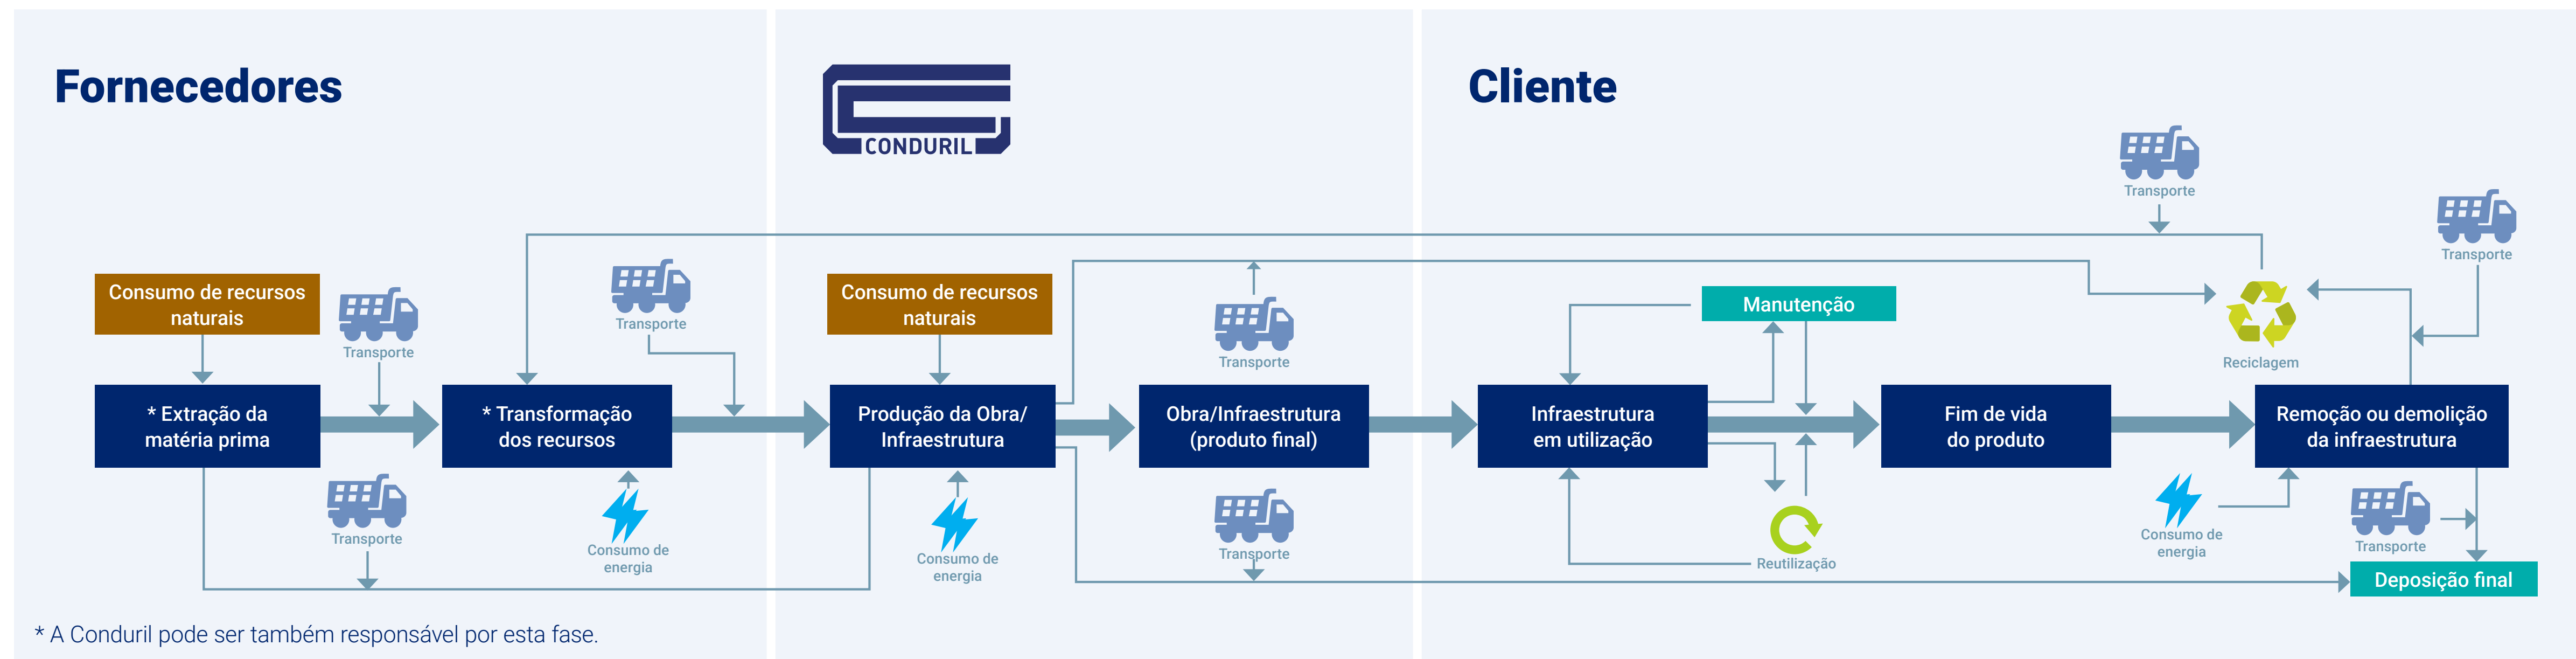 Fornecedores
CONDURIL
Cliente
Transporte
Transporte
Consumo de recursos
naturais
Transporte
Transporte
Consumo de recursos
naturais
Transporte
Manutenção
Reciclagem
* Extração da
matéria prima
* Transformação
dos recursos
Produção da Obra/
Infraestrutura
Obra/Infraestrutura
(produto final)
Infraestrutura
em utilização
Fim de vida
do produto
Remoção ou demolição
da infraestrutura
Transporte
Consumo de
energia
Consumo de
energia
Transporte
Reutilização
Consumo de
energia
Transporte
Deposição final
* A Conduril pode ser também responsável por esta fase.